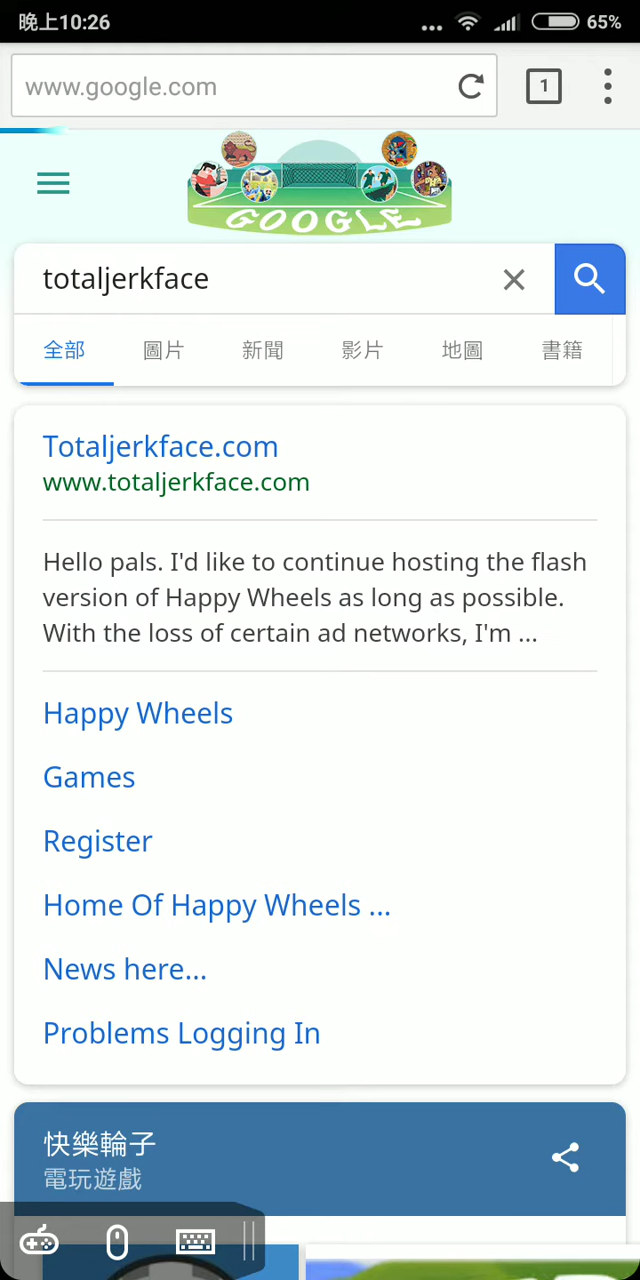 晚上10:26
65%
www.google.com
1
GOOGLE
totaljerkface
全部 圖片 新聞 影片 地圖 書籍
Totaljerkface.com
www.totaljerkface.com
Hello pals. I'd like to continue hosting the flash
version of Happy Wheels as long as possible.
With the loss of certain ad networks, I'm ...
Happy Wheels
Games
Register
Home Of Happy Wheels ...
News here...
Problems Logging In
快樂輪子
電玩遊戲